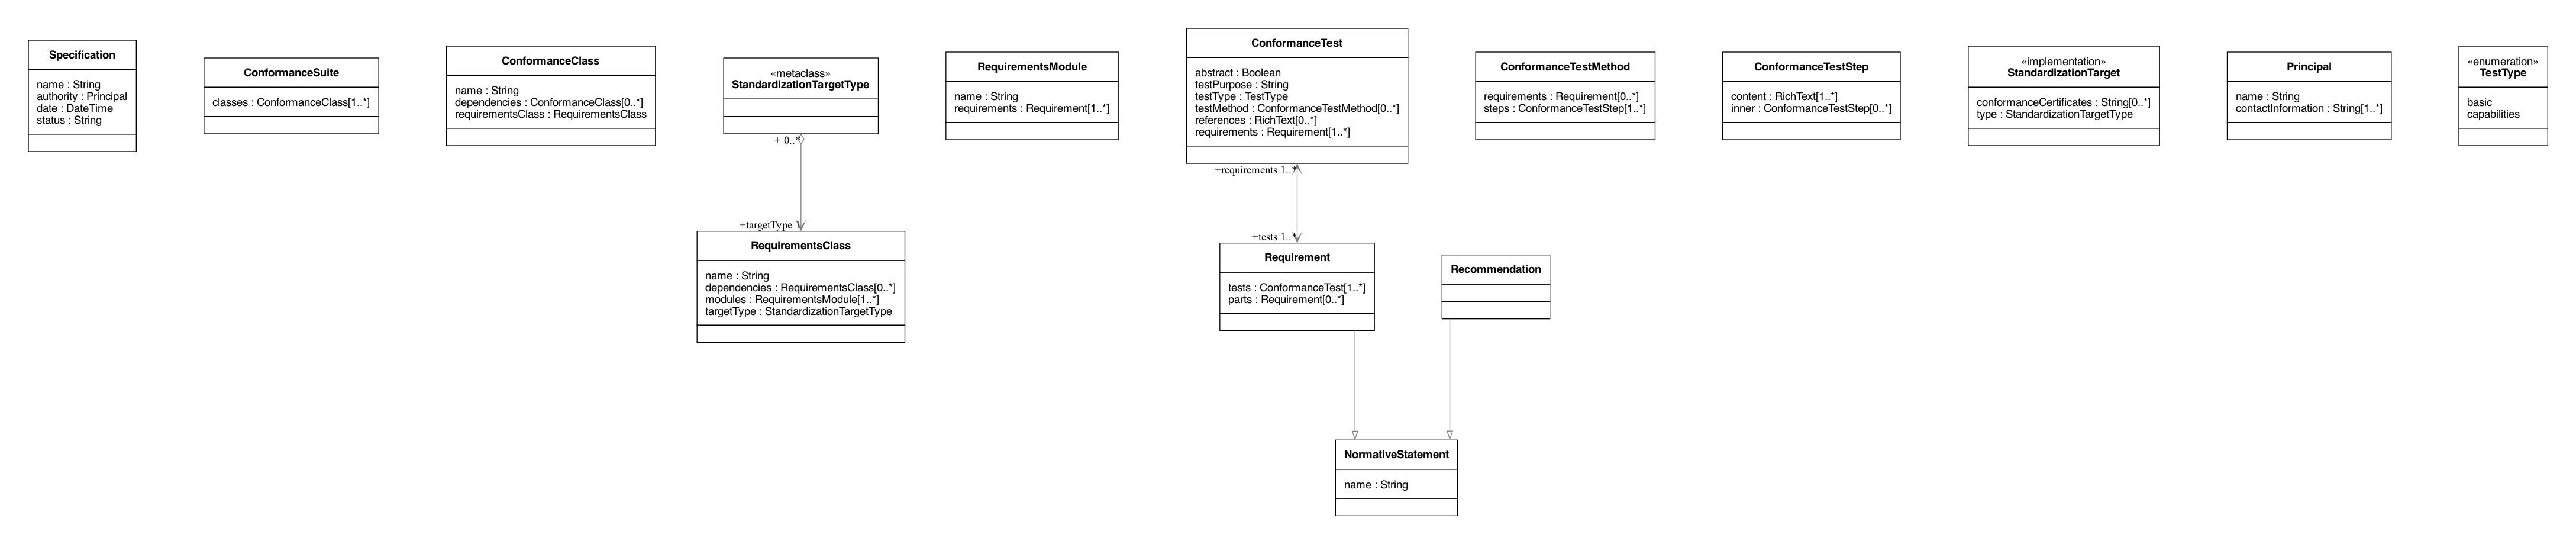 Specification
name : String
authority : Principal
date : DateTime
status : String
ConformanceSuite
classes : ConformanceClass[1..*]
ConformanceClass
name : String
dependencies : ConformanceClass[0..*]
requirementsClass : RequirementsClass
«metaclass»
StandardizationTargetType
+ 0..*
+targetType 1
RequirementsClass
name : String
dependencies : RequirementsClass[0..*]
modules : RequirementsModule[1..*]
targetType : StandardizationTargetType
RequirementsModule
name : String
requirements : Requirement[1..*]
ConformanceTest
abstract : Boolean
testPurpose : String
testType : TestType
testMethod : ConformanceTestMethod[0..*]
references : RichText[0..*]
requirements : Requirement[1..*]
+requirements 1..*
+tests 1..*
Requirement
tests : ConformanceTest[1..*]
parts : Requirement[0..*]
Recommendation
NormativeStatement
name : String
ConformanceTestMethod
requirements : Requirement[0..*]
steps : ConformanceTestStep[1..*]
ConformanceTestStep
content : RichText[1..*]
inner : ConformanceTestStep[0..*]
«implementation»
StandardizationTarget
conformanceCertificates : String[0..*]
type : StandardizationTargetType
Principal
name : String
contactInformation : String[1..*]
«enumeration»
TestType
basic
capabilities